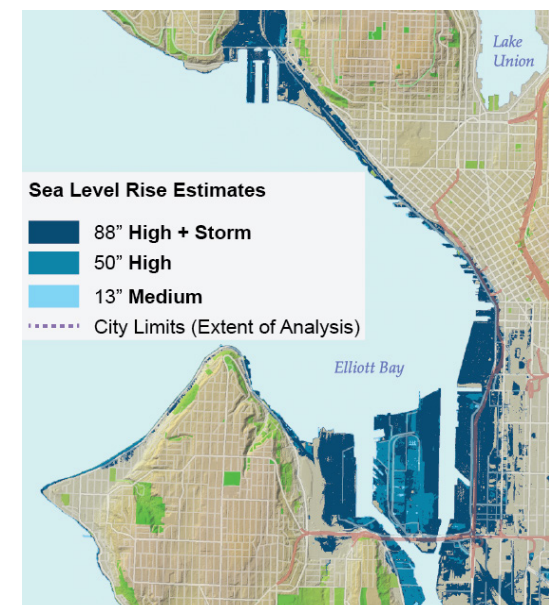 Lake
Union
Sea Level Rise Estimates
88” High + Storm
50” High
13” Medium
City Limits (Extent of Analysis)
Elliott Bay